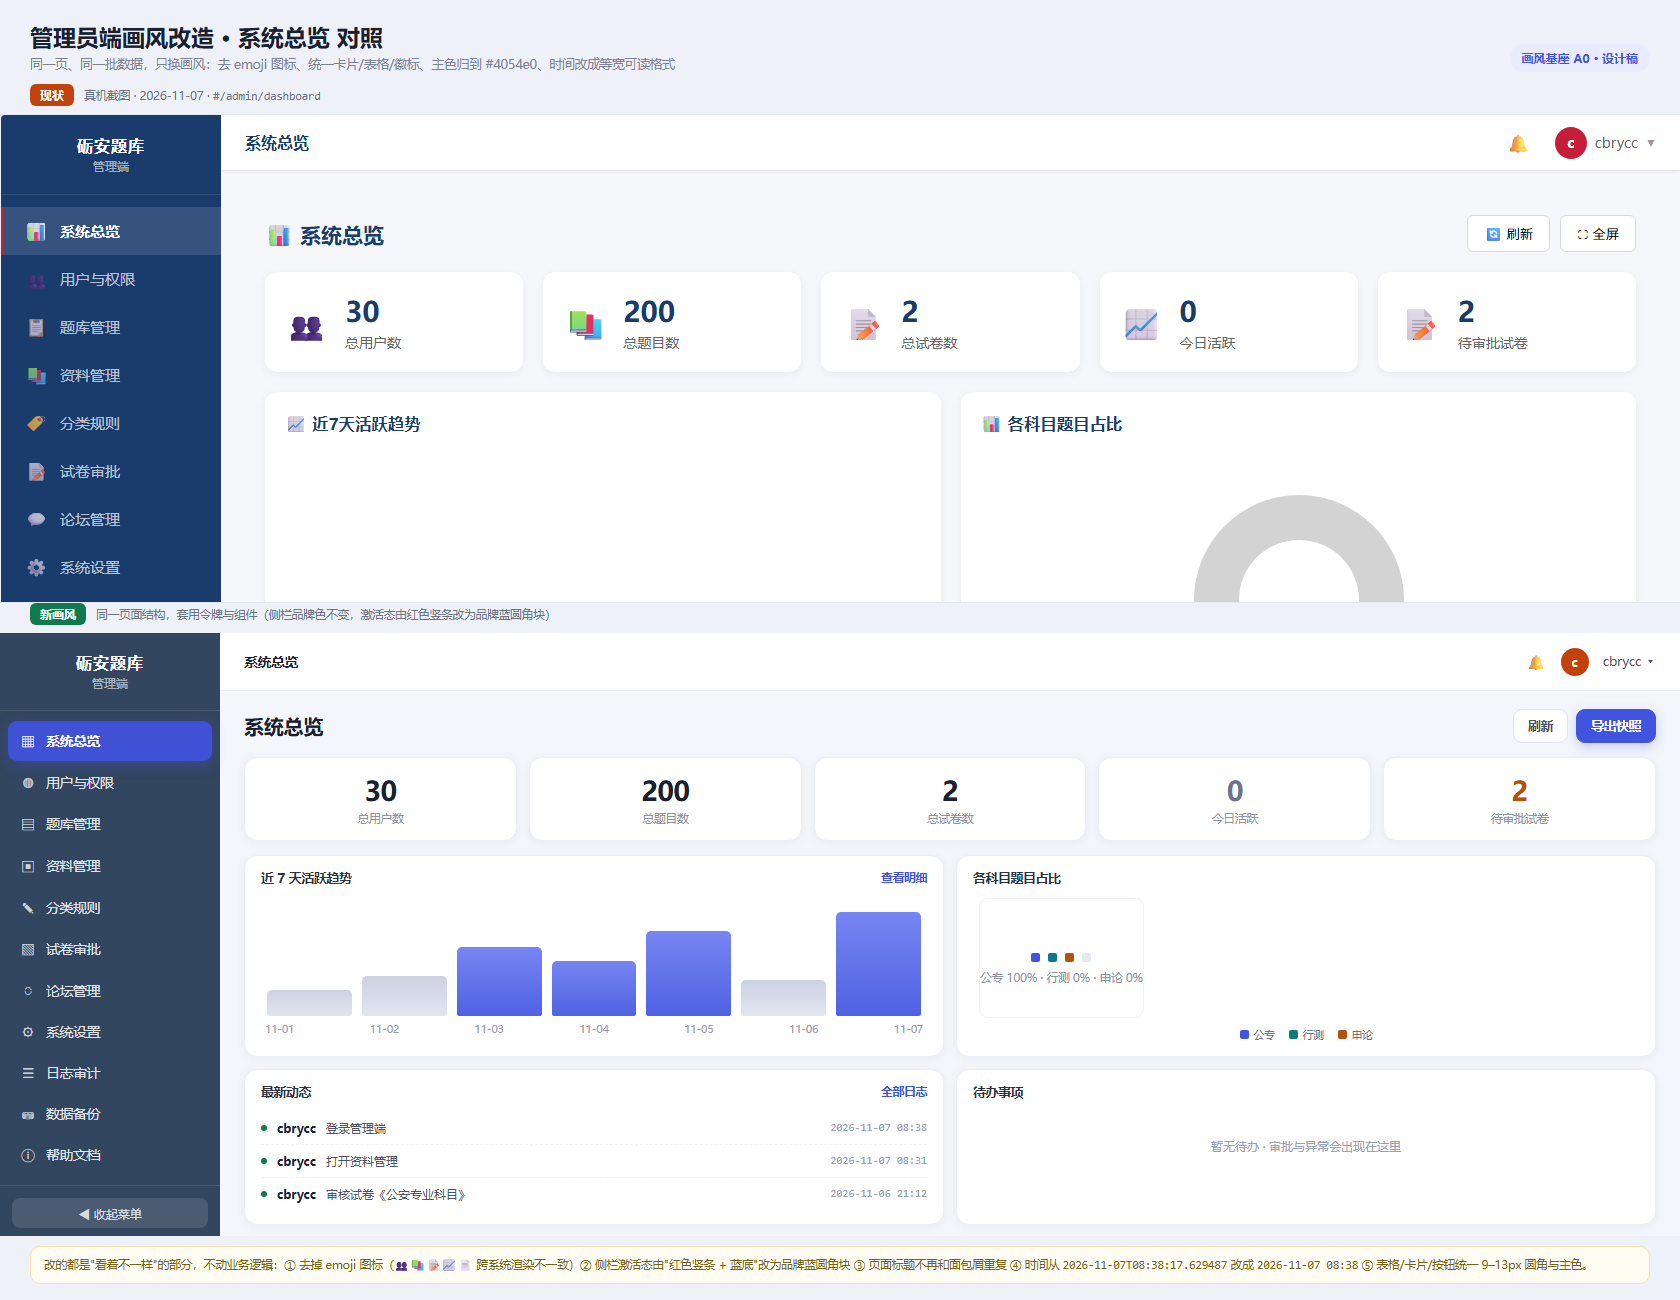 管理员端画风改造 · 系统总览 对照
同一页、同一批数据，只换画风：去 emoji 图标、统一卡片/表格/徽标、主色归到 #4054e0、时间改成等宽可读格式
画风基座 A0 · 设计稿
现状 真机截图 · 2026-11-07 · #/admin/dashboard
砺安题库
管理端
系统总览
用户与权限
题库管理
资料管理
分类规则
试卷审批
论坛管理
系统设置
系统总览
c cbrycc ▼
系统总览
刷新
全屏
30
总用户数
200
总题目数
2
总试卷数
0
今日活跃
2
待审批试卷
近7天活跃趋势
各科目题目占比
新画风 同一页面结构，套用令牌与组件（侧栏品牌色不变，激活态由红色竖条改为品牌蓝圆角块）
砺安题库
管理端
系统总览
用户与权限
题库管理
资料管理
分类规则
试卷审批
论坛管理
系统设置
日志审计
数据备份
帮助文档
◀ 收起菜单
系统总览
c cbrycc
系统总览
刷新
导出快照
30
总用户数
200
总题目数
2
总试卷数
0
今日活跃
2
待审批试卷
近 7 天活跃趋势
查看明细
11-01 11-02 11-03 11-04 11-05 11-06 11-07
各科目题目占比
公专 100% · 行测 0% · 申论 0%
公专 行测 申论
最新动态
全部日志
cbrycc 登录管理端 2026-11-07 08:38
cbrycc 打开资料管理 2026-11-07 08:31
cbrycc 审核试卷《公安专业科目》 2026-11-06 21:12
待办事项
暂无待办 · 审批与异常会出现在这里
改的都是"看着不一样"的部分，不动业务逻辑：① 去掉 emoji 图标（👥 📚 📝 📈 📄 跨系统渲染不一致）② 侧栏激活态由"红色竖条 + 蓝底"改为品牌蓝圆角块 ③ 页面标题不再和面包屑重复 ④ 时间从 2026-11-07T08:38:17.629487 改成 2026-11-07 08:38 ⑤ 表格/卡片/按钮统一 9–13px 圆角与主色。